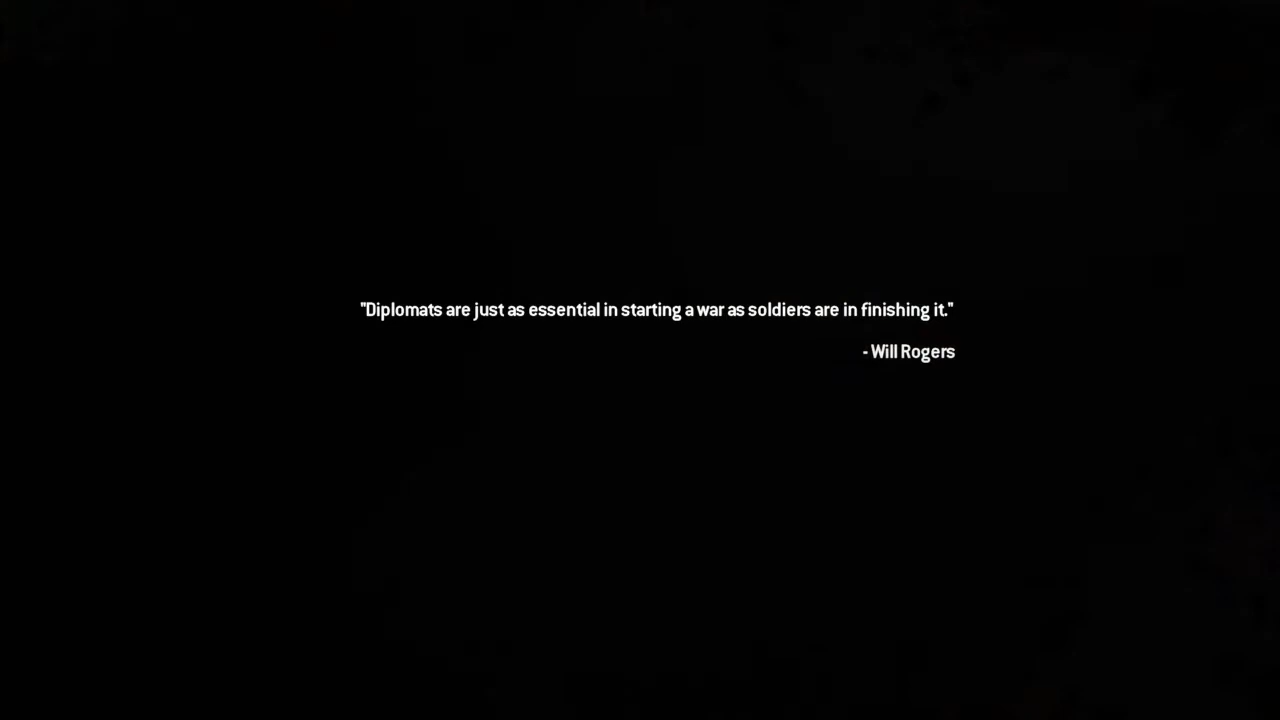 "Diplomats are just as essential in starting a war as soldiers are in finishing it."
- Will Rogers